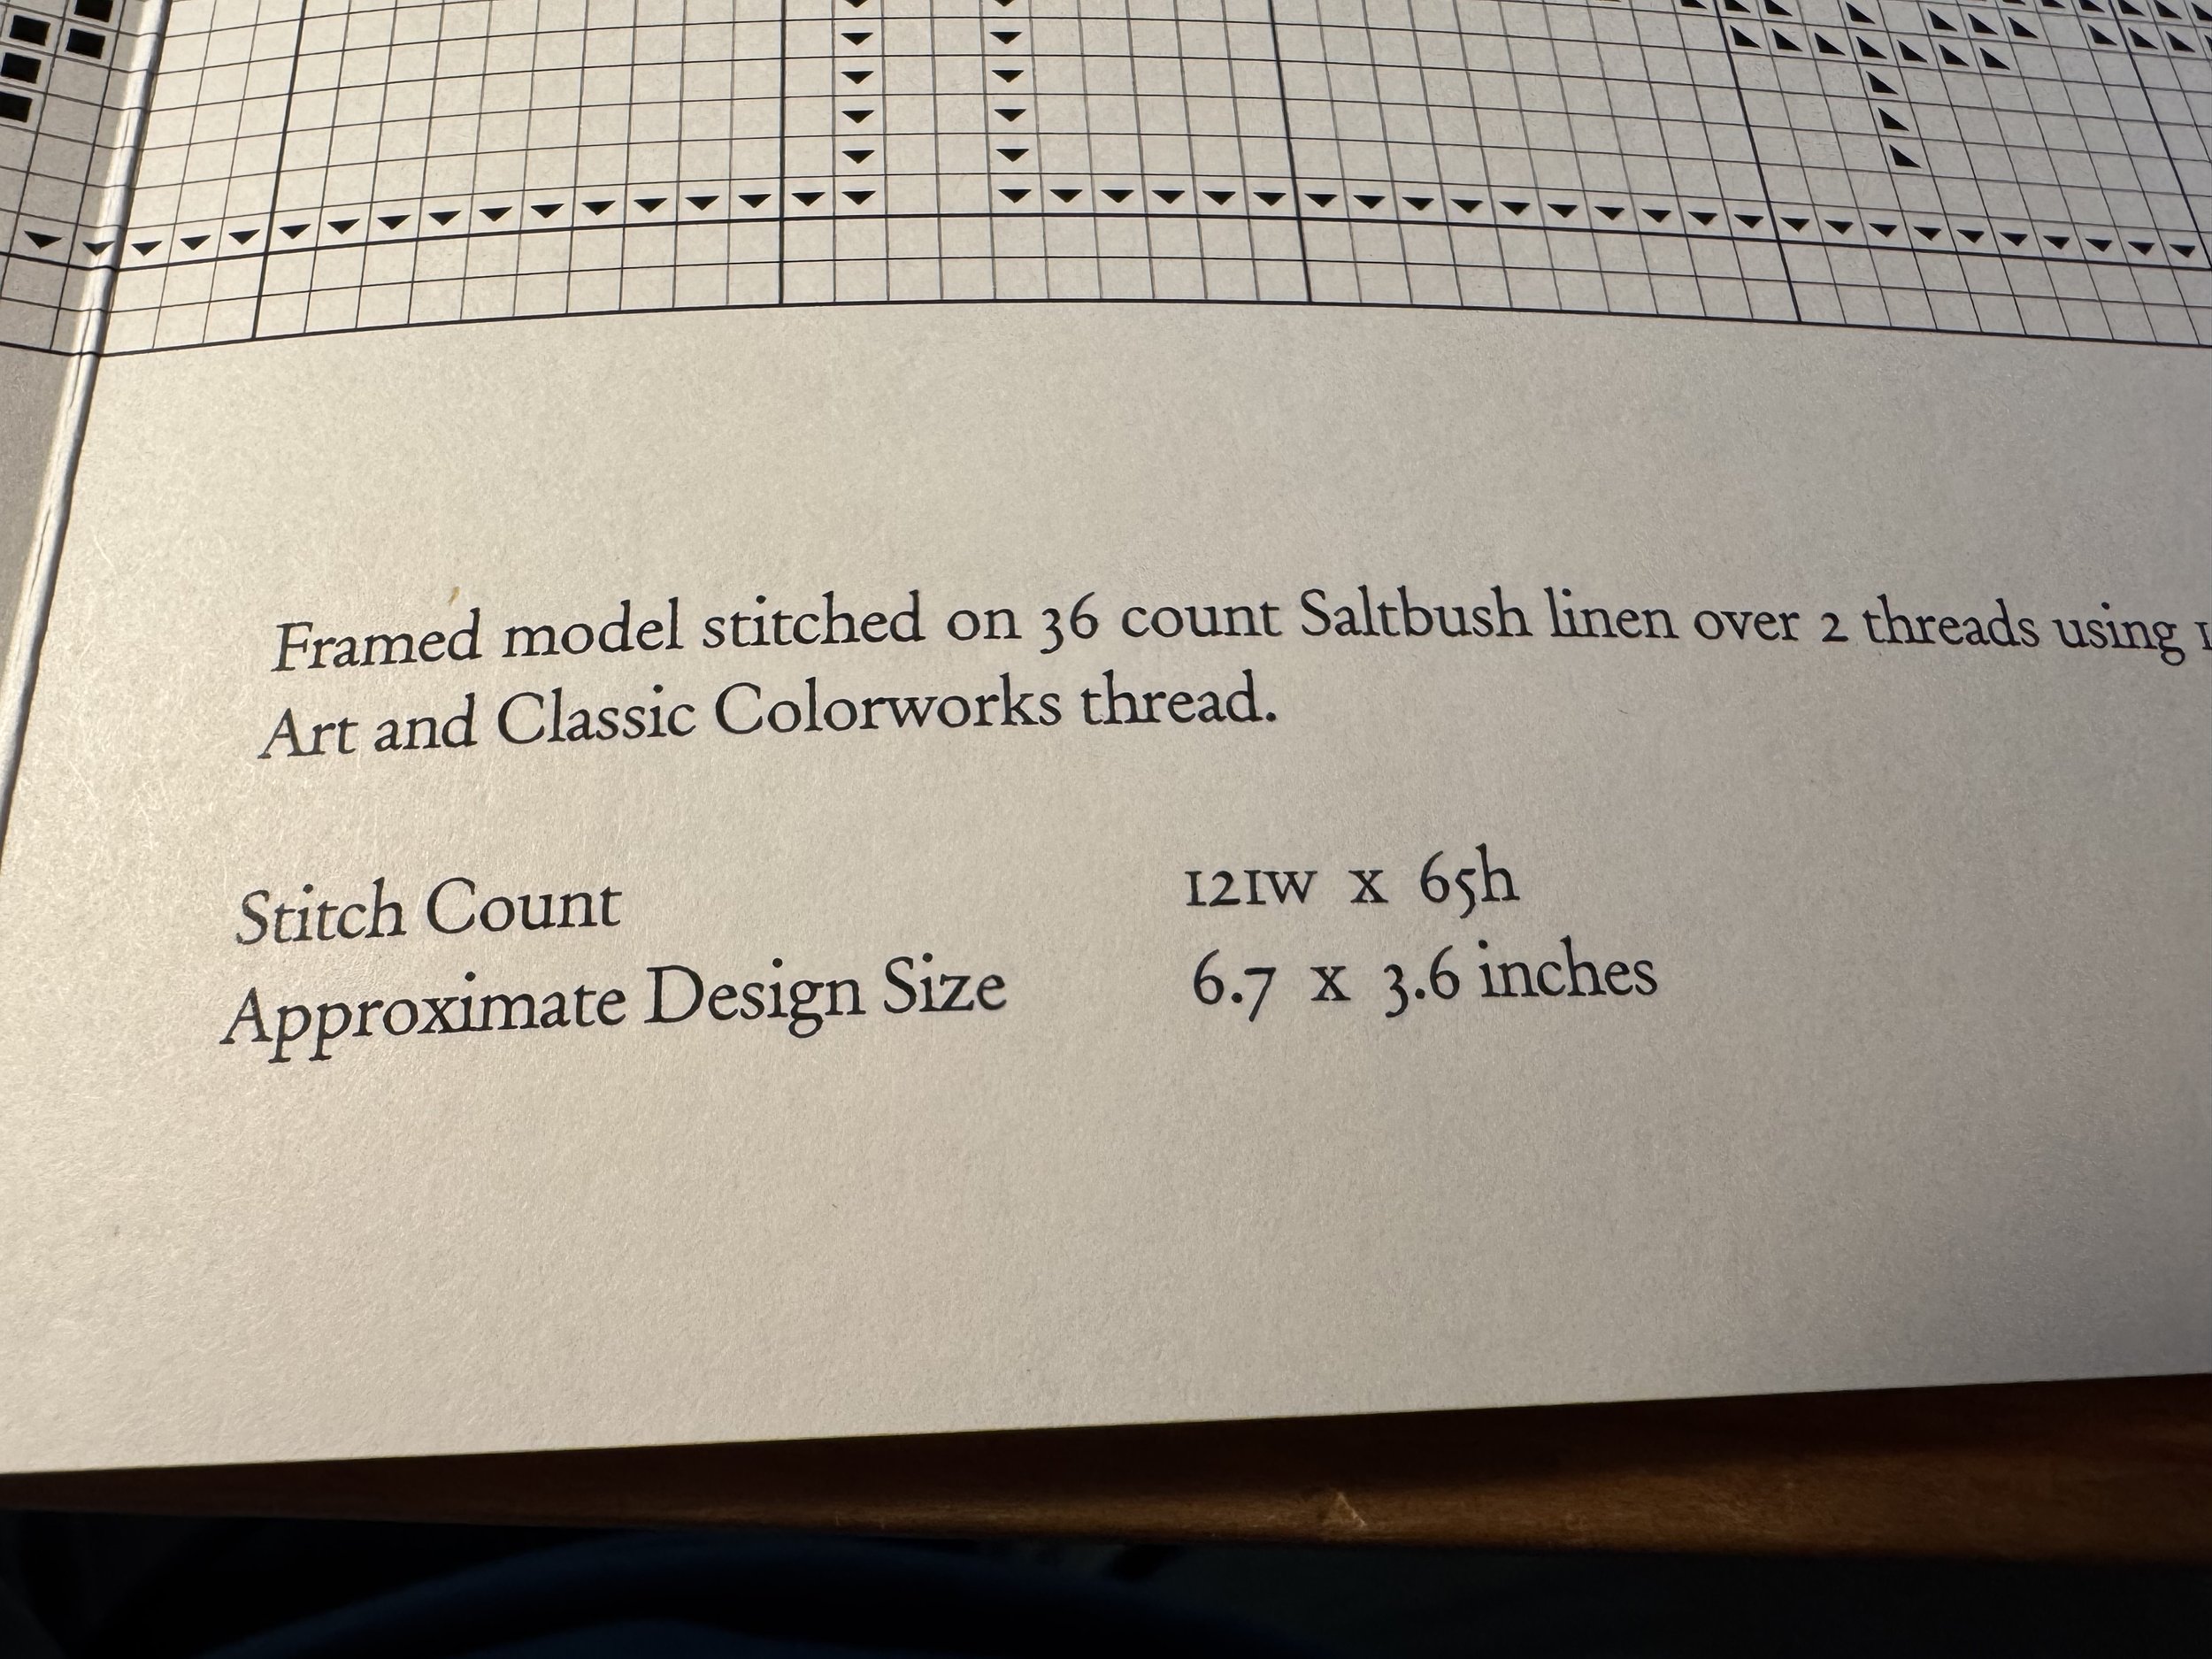 Framed model stitched on 36 count Saltbush linen over 2 threads using
Art and Classic Colorworks thread.
Stitch Count 121w x 65h
Approximate Design Size 6.7 x 3.6 inches